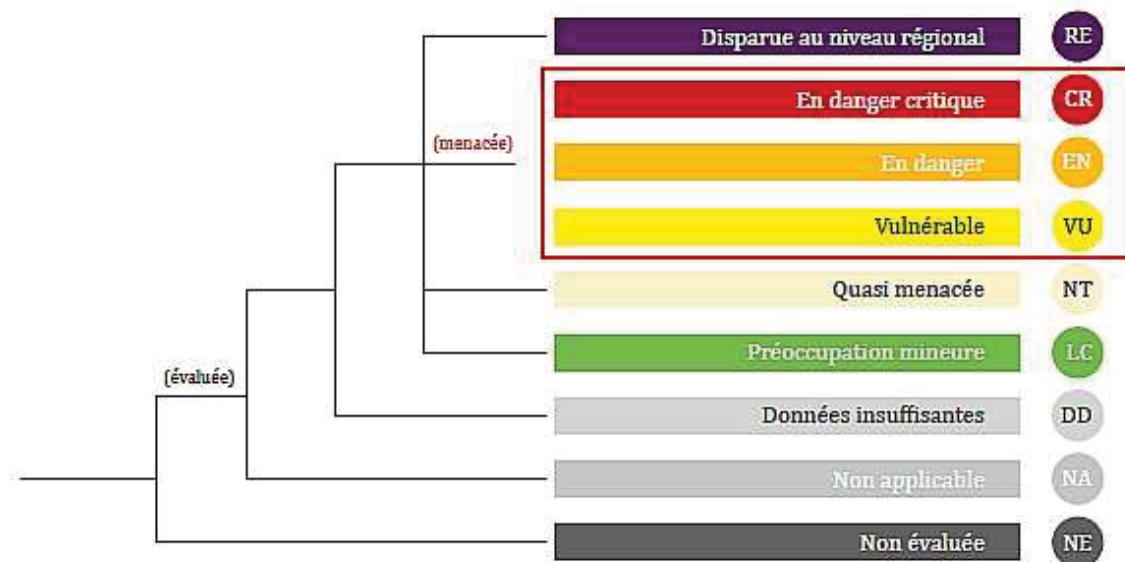 Disparue au niveau régional RE
En danger critique CR
(menacée)
En danger EN
Vulnérable VU
Quasi menacée NT
Préoccupation mineure LC
(évaluée)
Données insuffisantes DD
Non applicable NA
Non évaluée NE